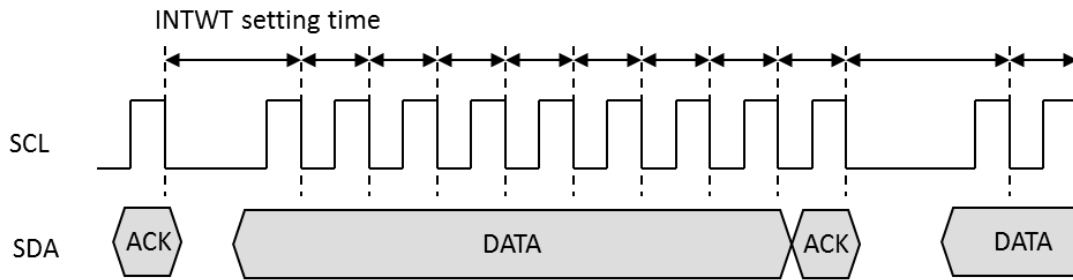 INTWT setting time
SCL
SDA
ACK
DATA
ACK
DATA